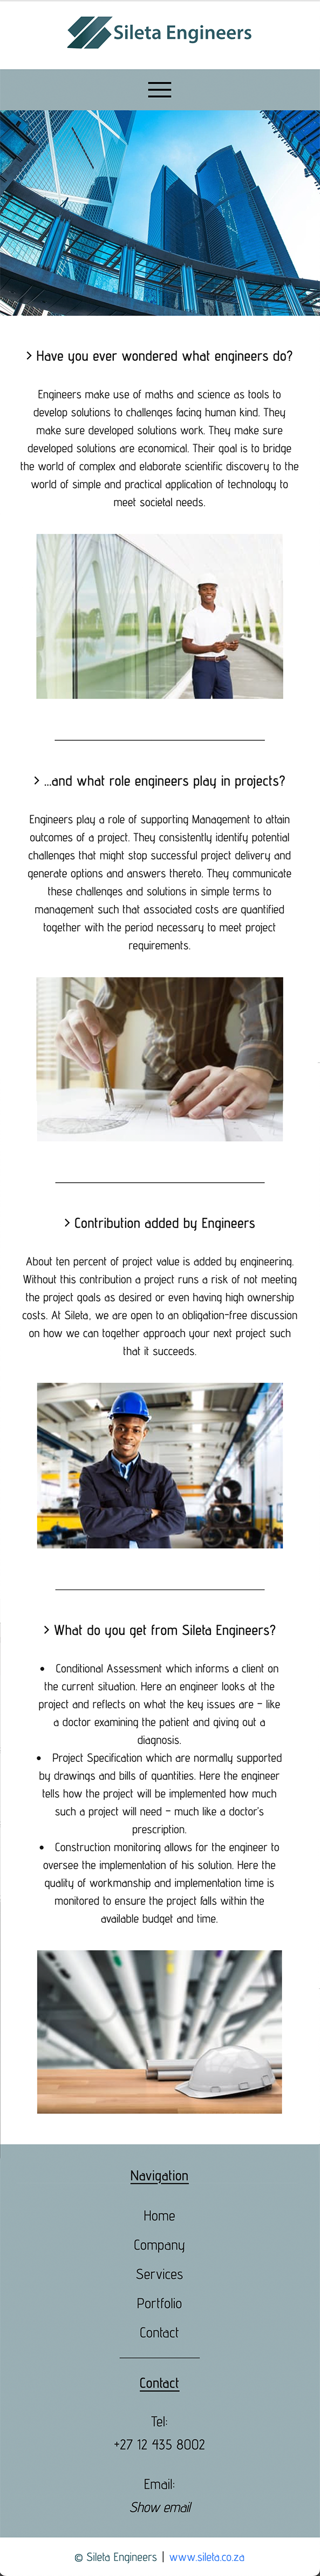 Sileta Engineers
> Have you ever wondered what engineers do?
Engineers make use of maths and science as tools to
develop solutions to challenges facing human kind. They
make sure developed solutions work. They make sure
developed solutions are economical. Their goal is to bridge
the world of complex and elaborate scientific discovery to the
world of simple and practical application of technology to
meet societal needs.
> ...and what role engineers play in projects?
Engineers play a role of supporting Management to attain
outcomes of a project. They consistently identify potential
challenges that might stop successful project delivery and
generate options and answers thereto. They communicate
these challenges and solutions in simple terms to
management such that associated costs are quantified
together with the period necessary to meet project
requirements.
> Contribution added by Engineers
About ten percent of project value is added by engineering.
Without this contribution a project runs a risk of not meeting
the project goals as desired or even having high ownership
costs. At Sileta, we are open to an obligation-free discussion
on how we can together approach your next project such
that it succeeds.
> What do you get from Sileta Engineers?
• Conditional Assessment which informs a client on
the current situation. Here an engineer looks at the
project and reflects on what the key issues are – like
a doctor examining the patient and giving out a
diagnosis.
• Project Specification which are normally supported
by drawings and bills of quantities. Here the engineer
tells how the project will be implemented how much
such a project will need – much like a doctor's
prescription.
• Construction monitoring allows for the engineer to
oversee the implementation of his solution. Here the
quality of workmanship and implementation time is
monitored to ensure the project falls within the
available budget and time.
Navigation
Home
Company
Services
Portfolio
Contact
Contact
Tel:
+27 12 435 8002
Email:
Show email
© Sileta Engineers | www.sileta.co.za